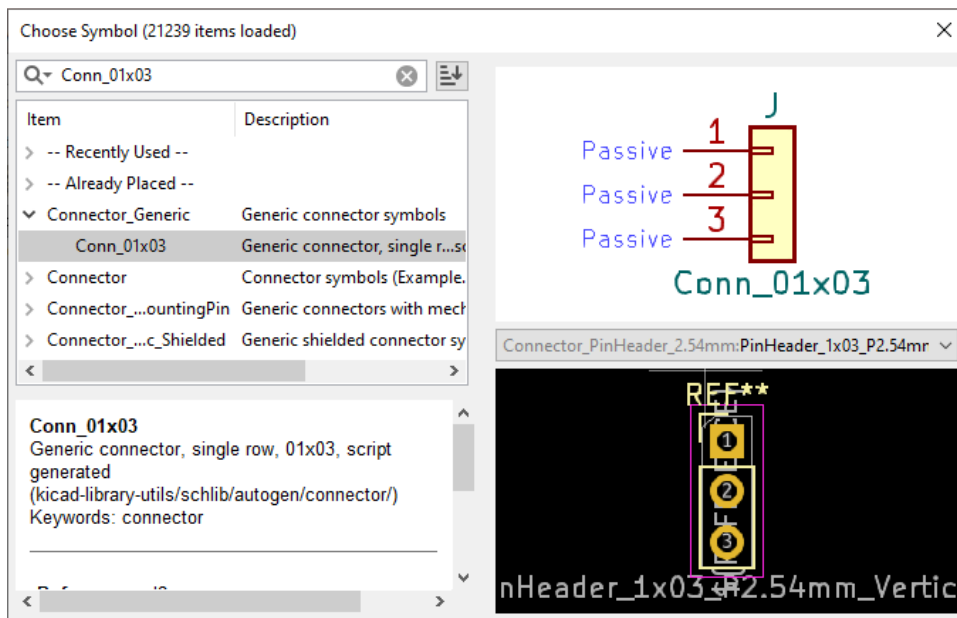 Choose Symbol (21239 items loaded)
Conn_01x03
Item Description
-- Recently Used --
-- Already Placed --
Connector_Generic Generic connector symbols
Conn_01x03 Generic connector, single r...s
Connector Connector symbols (Example.
Connector_...ountingPin Generic connectors with mech
Connector_...c_Shielded Generic shielded connector sy
Conn_01x03
Generic connector, single row, 01x03, script
generated
(kicad-library-utils/schlib/autogen/connector/)
Keywords: connector
J
Passive 1
Passive 2
Passive 3
Conn_01x03
Connector_PinHeader_2.54mm:PinHeader_1x03_P2.54mm
REF**
1
2
3
nHeader_1x03_P2.54mm_Vertic